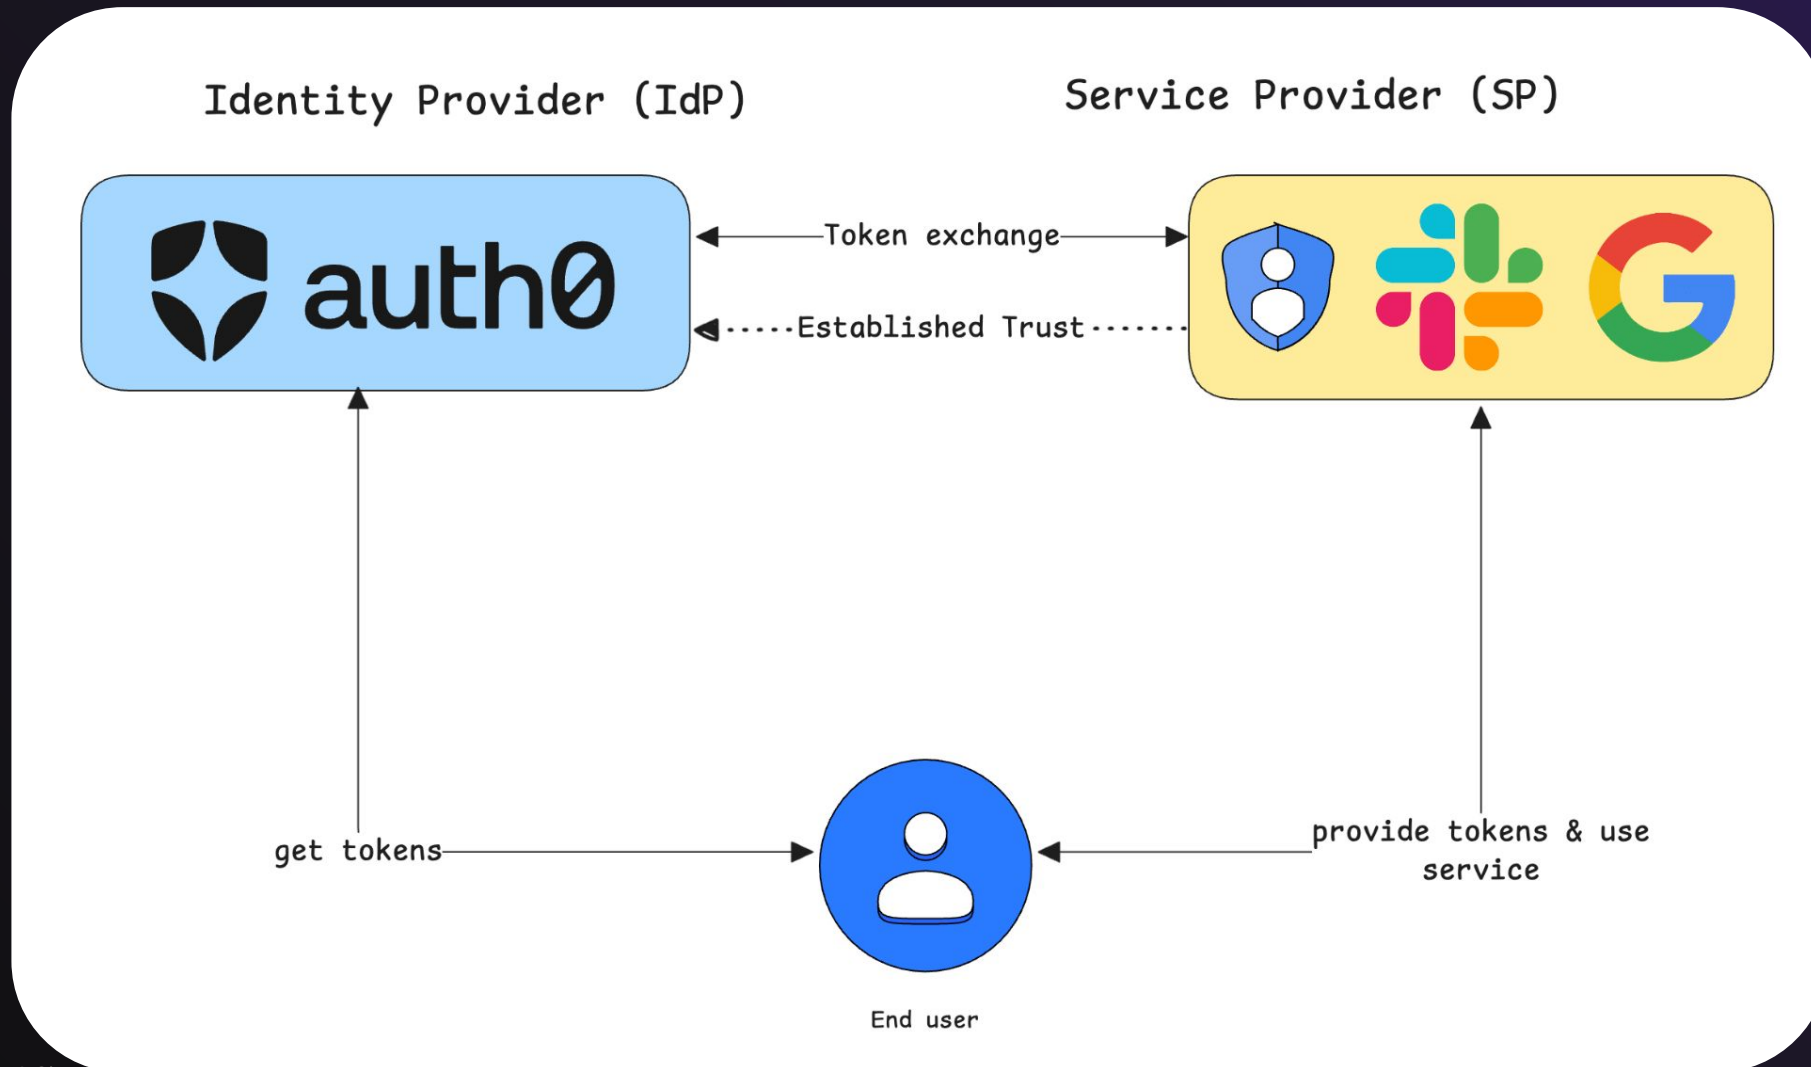 Identity Provider (IdP)
Service Provider (SP)
auth0
Token exchange
Established Trust
get tokens
provide tokens & use
service
End user